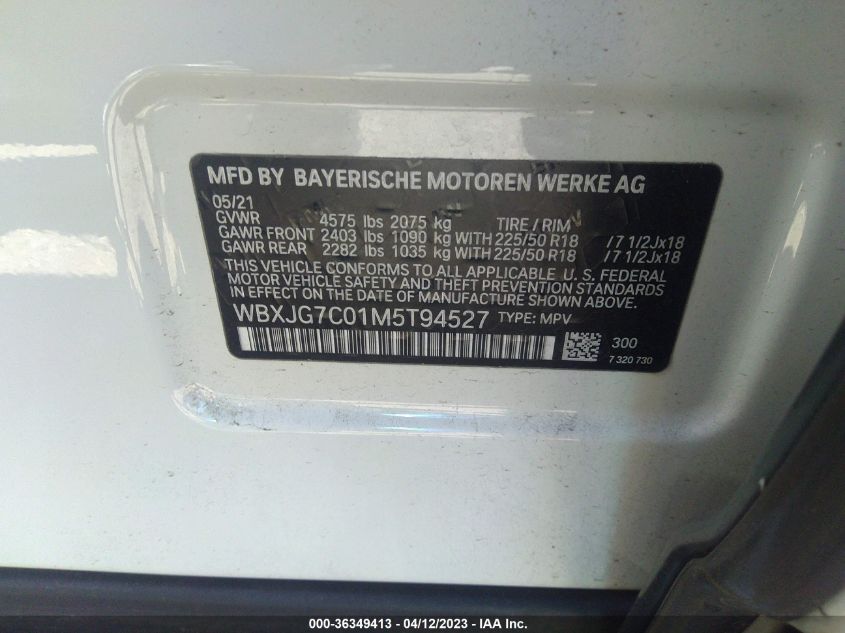 MFD BY BAYERISCHE MOTOREN WERKE AG
05/21
GVWR 4575 lbs 2075 kg TIRE / RIM
GAWR FRONT 2403 lbs 1090 kg WITH 225/50 R18 /7 1/2Jx18
GAWR REAR 2282 lbs 1035 kg WITH 225/50 R18 /7 1/2Jx18
THIS VEHICLE CONFORMS TO ALL APPLICABLE U. S. FEDERAL
MOTOR VEHICLE SAFETY AND THEFT PREVENTION STANDARDS
IN EFFECT ON THE DATE OF MANUFACTURE SHOWN ABOVE.
WBXJG7C01M5T94527 TYPE: MPV
300
7 320 730
000-36349413 - 04/12/2023 - IAA Inc.